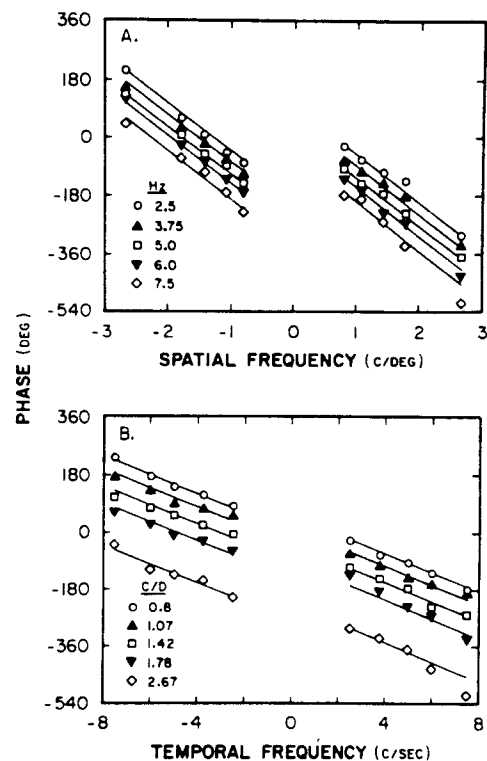 360
A.
180
0
-180
-360
-540
Hz
2.5
3.75
5.0
6.0
7.5
-3 -2 -1 0 1 2 3
SPATIAL FREQUENCY (C/DEG)
PHASE (DEG)
360
B.
180
0
-180
-360
-540
C/D
0.8
1.07
1.42
1.78
2.67
-8 -4 0 4 8
TEMPORAL FREQUENCY (C/SEC)